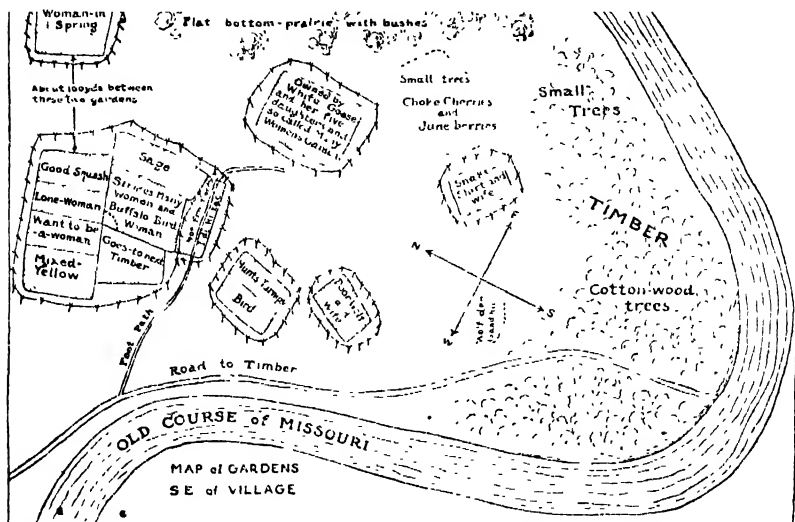 Woman-in
Spring
Flat bottom-prairie with bushes
About 100yds between
these two gardens
Owned by
White Goose
and her five
daughters and
so called Many
Womens Garden
Small trees
Choke Cherries
and
June berries
Small
Trees
Good Squash
Lone-Woman
Want to be
-a-woman
Mixed-
Yellow
Sage
Strikes Many
Woman and
Buffalo Bird
Woman
Goes-to next
Timber
Snake-
and
wife
TIMBER
N
E
S
W
Cotton-wood
trees
Bird
and
wife
Foot Path
Road to Timber
OLD COURSE of MISSOURI
MAP of GARDENS
SE of VILLAGE